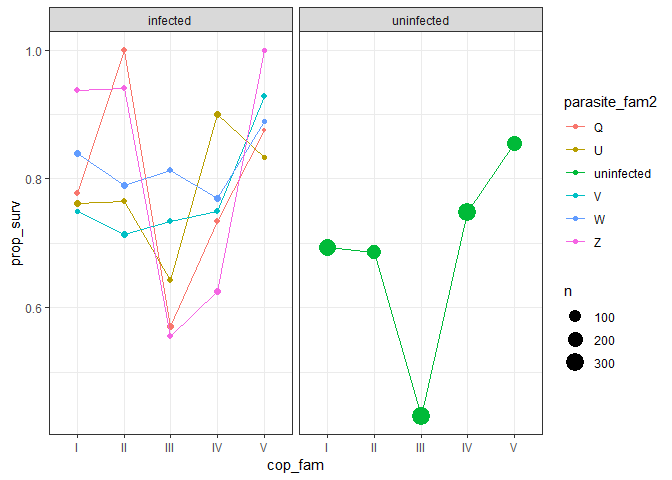 infected uninfected
1.0
0.8
0.6
prop_surv
I II III IV V I II III IV V
cop_fam
parasite_fam2
Q
U
uninfected
V
W
Z
n
100
200
300